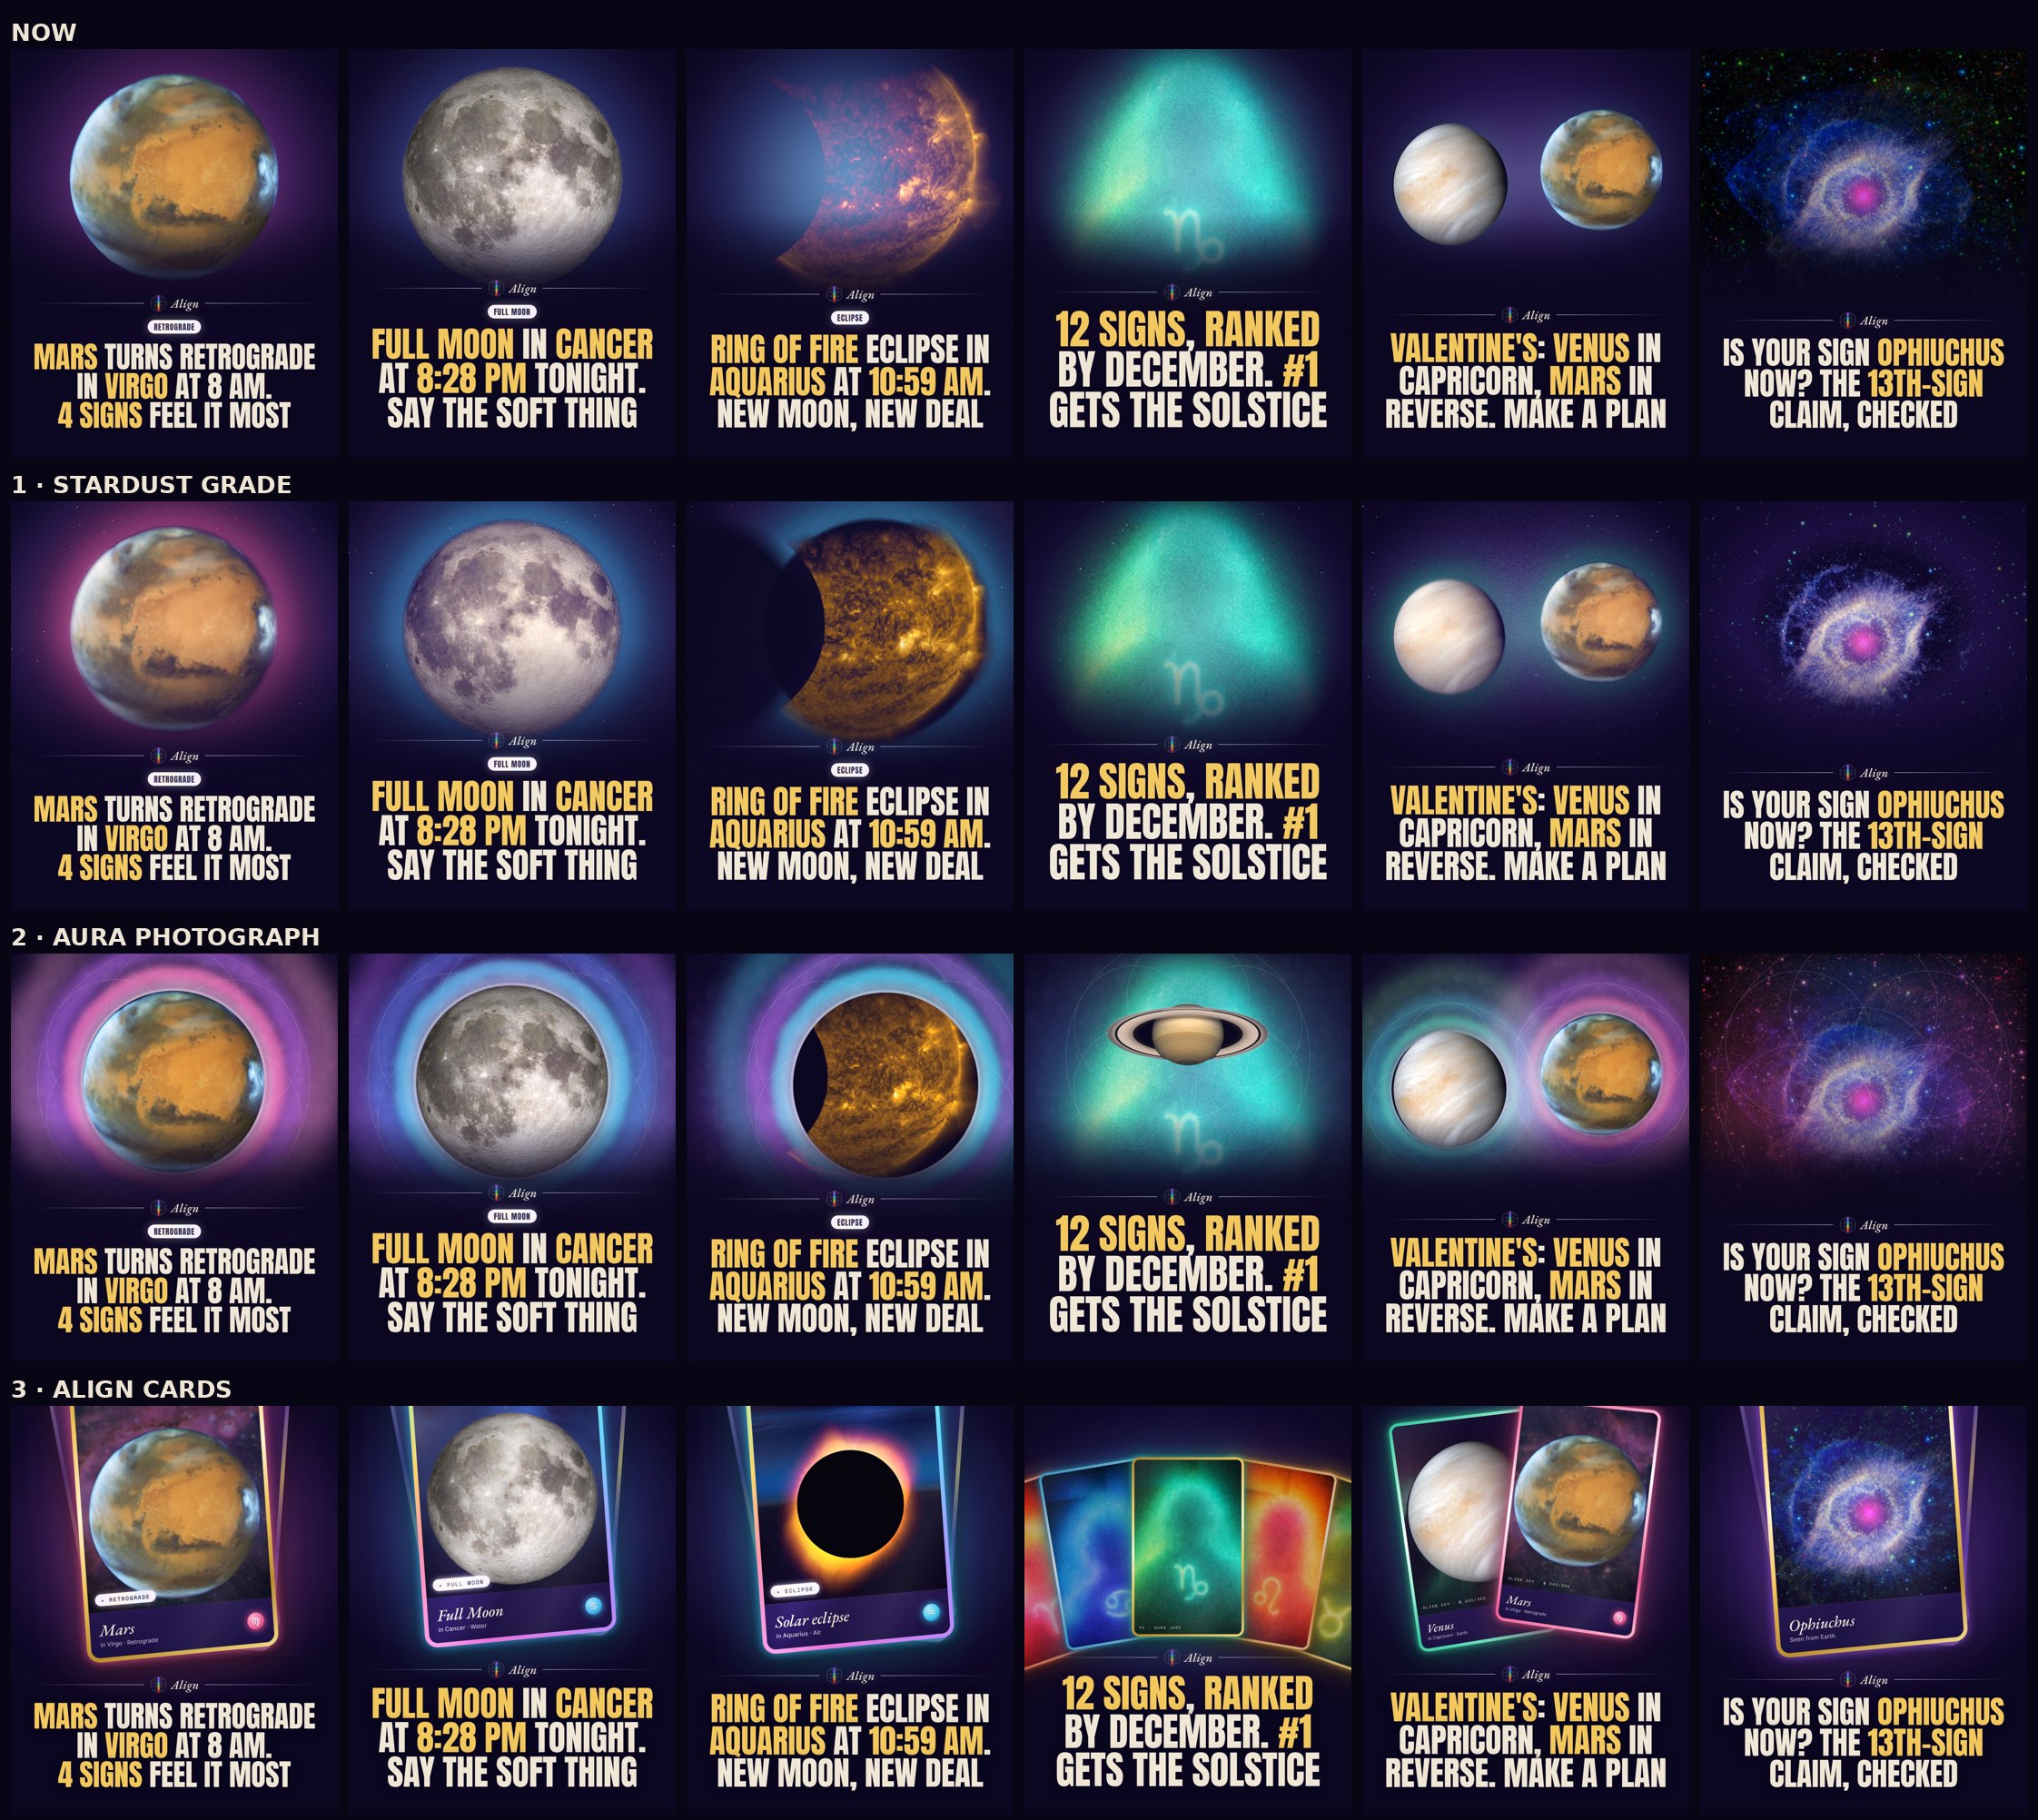 NOW
Align
RETROGRADE
MARS TURNS RETROGRADE
IN VIRGO AT 8 AM.
4 SIGNS FEEL IT MOST
Align
FULL MOON
FULL MOON IN CANCER
AT 8:28 PM TONIGHT.
SAY THE SOFT THING
Align
ECLIPSE
RING OF FIRE ECLIPSE IN
AQUARIUS AT 10:59 AM.
NEW MOON, NEW DEAL
Align
12 SIGNS, RANKED
BY DECEMBER. #1
GETS THE SOLSTICE
Align
VALENTINE'S: VENUS IN
CAPRICORN, MARS IN
REVERSE. MAKE A PLAN
Align
IS YOUR SIGN OPHIUCHUS
NOW? THE 13TH-SIGN
CLAIM, CHECKED
1 · STARDUST GRADE
Align
RETROGRADE
MARS TURNS RETROGRADE
IN VIRGO AT 8 AM.
4 SIGNS FEEL IT MOST
Align
FULL MOON
FULL MOON IN CANCER
AT 8:28 PM TONIGHT.
SAY THE SOFT THING
Align
ECLIPSE
RING OF FIRE ECLIPSE IN
AQUARIUS AT 10:59 AM.
NEW MOON, NEW DEAL
Align
12 SIGNS, RANKED
BY DECEMBER. #1
GETS THE SOLSTICE
Align
VALENTINE'S: VENUS IN
CAPRICORN, MARS IN
REVERSE. MAKE A PLAN
Align
IS YOUR SIGN OPHIUCHUS
NOW? THE 13TH-SIGN
CLAIM, CHECKED
2 · AURA PHOTOGRAPH
Align
RETROGRADE
MARS TURNS RETROGRADE
IN VIRGO AT 8 AM.
4 SIGNS FEEL IT MOST
Align
FULL MOON
FULL MOON IN CANCER
AT 8:28 PM TONIGHT.
SAY THE SOFT THING
Align
ECLIPSE
RING OF FIRE ECLIPSE IN
AQUARIUS AT 10:59 AM.
NEW MOON, NEW DEAL
Align
12 SIGNS, RANKED
BY DECEMBER. #1
GETS THE SOLSTICE
Align
VALENTINE'S: VENUS IN
CAPRICORN, MARS IN
REVERSE. MAKE A PLAN
Align
IS YOUR SIGN OPHIUCHUS
NOW? THE 13TH-SIGN
CLAIM, CHECKED
3 · ALIGN CARDS
RETROGRADE
Mars
in Virgo · Retrograde
Align
MARS TURNS RETROGRADE
IN VIRGO AT 8 AM.
4 SIGNS FEEL IT MOST
FULL MOON
Full Moon
in Cancer · Water
Align
FULL MOON IN CANCER
AT 8:28 PM TONIGHT.
SAY THE SOFT THING
ECLIPSE
Solar eclipse
in Aquarius · Air
Align
RING OF FIRE ECLIPSE IN
AQUARIUS AT 10:59 AM.
NEW MOON, NEW DEAL
Align
12 SIGNS, RANKED
BY DECEMBER. #1
GETS THE SOLSTICE
ALIGN SKY
Venus
in Capricorn · Earth
ALIGN SKY
Mars
in Virgo · Retrograde
Align
VALENTINE'S: VENUS IN
CAPRICORN, MARS IN
REVERSE. MAKE A PLAN
Ophiuchus
Seen from Earth
Align
IS YOUR SIGN OPHIUCHUS
NOW? THE 13TH-SIGN
CLAIM, CHECKED